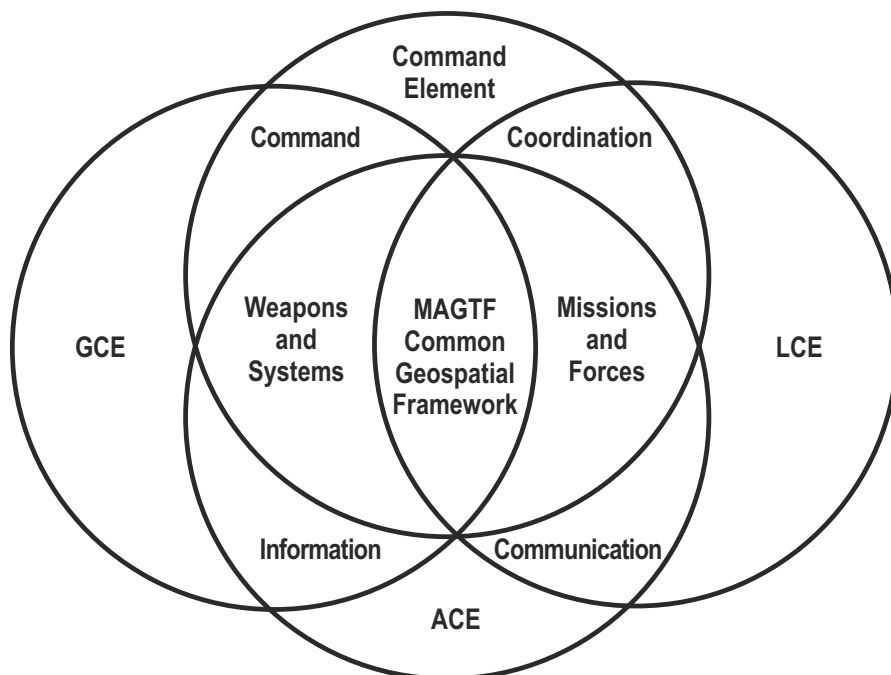 Command
Element
Command
Coordination
GCE
Weapons
and
Systems
MAGTF
Common
Geospatial
Framework
Missions
and
Forces
LCE
Information
Communication
ACE